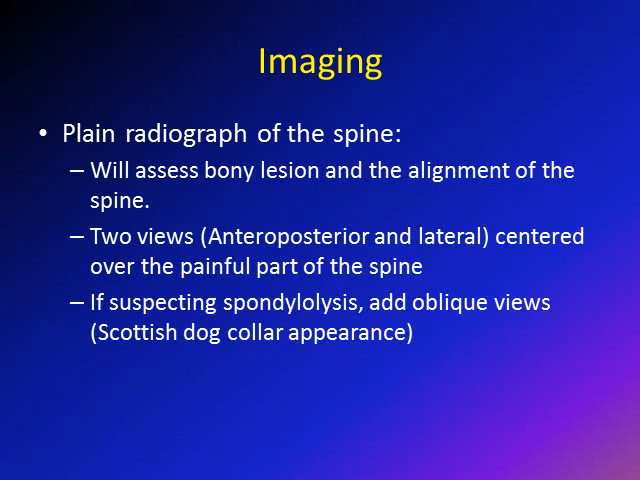 Imaging
• Plain radiograph of the spine:
– Will assess bony lesion and the alignment of the
spine.
– Two views (Anteroposterior and lateral) centered
over the painful part of the spine
– If suspecting spondylolysis, add oblique views
(Scottish dog collar appearance)